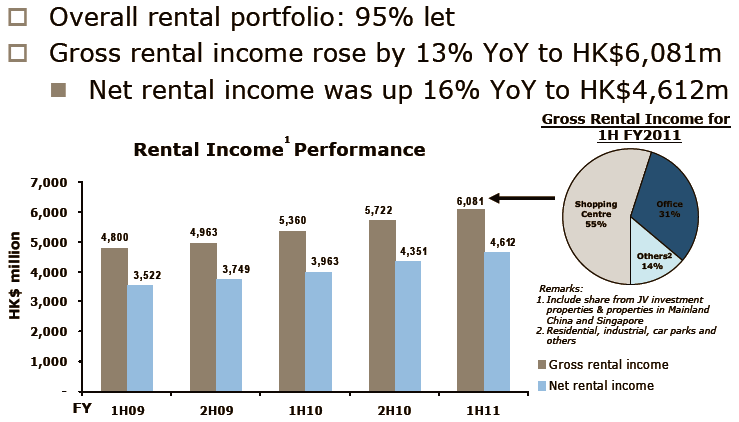 Overall rental portfolio: 95% let
Gross rental income rose by 13% YoY to HK$6,081m
Net rental income was up 16% YoY to HK$4,612m
Gross Rental Income for
1H FY2011
Rental Income1 Performance
7,000
6,000
5,000
4,000
3,000
2,000
1,000
-
HK$ million
4,800
3,522
4,963
3,749
5,360
3,963
5,722
4,351
6,081
4,612
FY
1H09
2H09
1H10
2H10
1H11
Shopping
Centre
55%
Office
31%
Others2
14%
Remarks:
1. Include share from JV investment
properties & properties in Mainland
China and Singapore
2. Residential, industrial, car parks and
others
Gross rental income
Net rental income